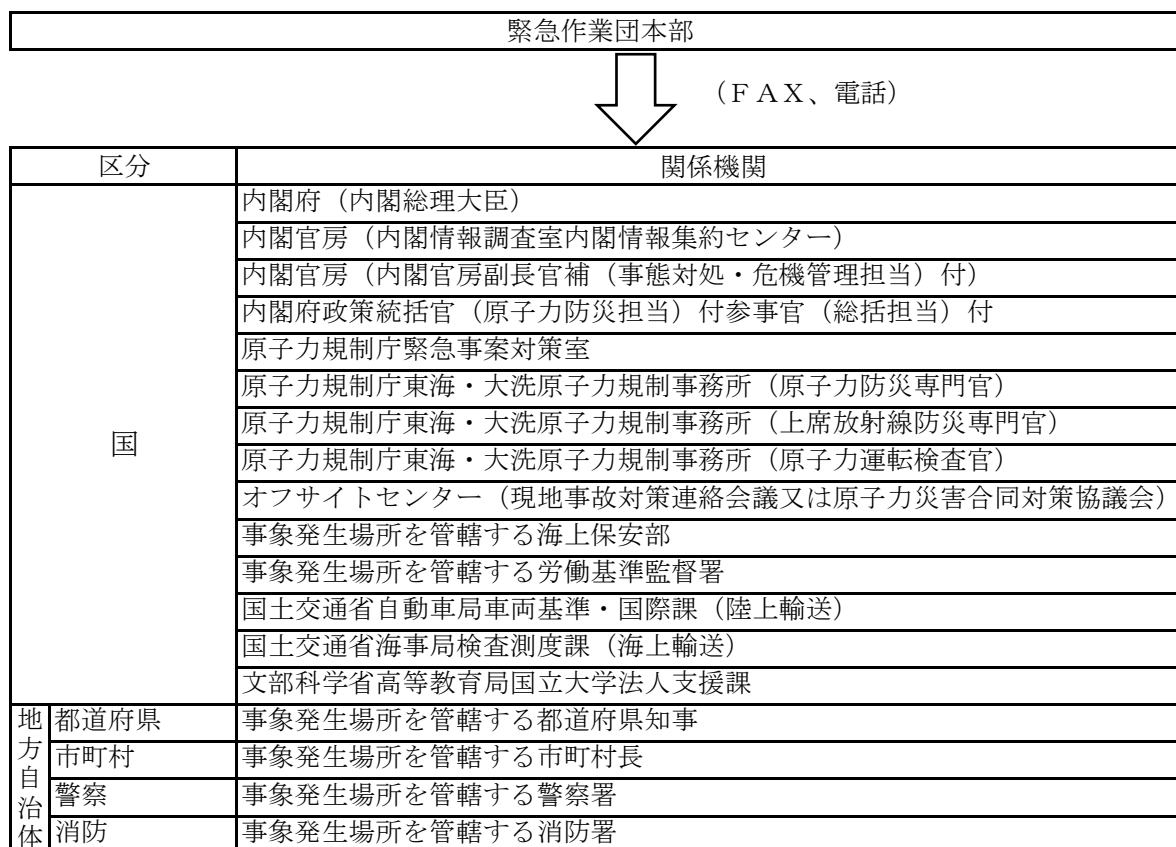 緊急作業団本部
（ＦＡＸ、電話）
区分 関係機関
国
内閣府（内閣総理大臣）
内閣官房（内閣情報調査室内閣情報集約センター）
内閣官房（内閣官房副長官補（事態対処・危機管理担当）付）
内閣府政策統括官（原子力防災担当）付参事官（総括担当）付
原子力規制庁緊急事案対策室
原子力規制庁東海・大洗原子力規制事務所（原子力防災専門官）
原子力規制庁東海・大洗原子力規制事務所（上席放射線防災専門官）
原子力規制庁東海・大洗原子力規制事務所（原子力運転検査官）
オフサイトセンター（現地事故対策連絡会議又は原子力災害合同対策協議会）
事象発生場所を管轄する海上保安部
事象発生場所を管轄する労働基準監督署
国土交通省自動車局車両基準・国際課（陸上輸送）
国土交通省海事局検査測度課（海上輸送）
文部科学省高等教育局国立大学法人支援課
地方自治体
都道府県 事象発生場所を管轄する都道府県知事
市町村 事象発生場所を管轄する市町村長
警察 事象発生場所を管轄する警察署
消防 事象発生場所を管轄する消防署